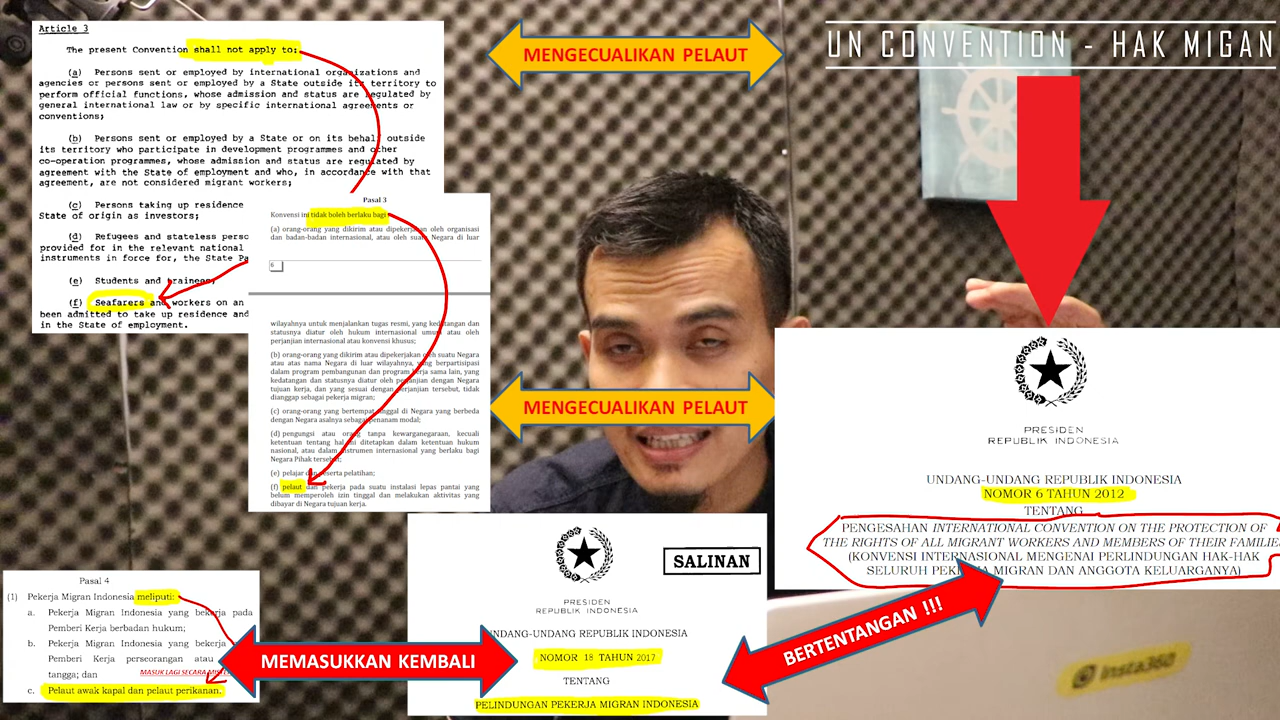 Article 3
The present Convention shall not apply to:
(a) Persons sent or employed by international organizations and
agencies or persons sent or employed by a State outside its territory to
perform official functions, whose admission and status are regulated by
general international law or by specific international agreements or
conventions;
(b) Persons sent or employed by a State or on its behalf outside
its territory who participate in development programmes and other
co-operation programmes, whose admission and status are regulated by
agreement with the State of employment and who, in accordance with that
agreement, are not considered migrant workers;
(c) Persons taking up residence
State of origin as investors;
(d) Refugees and stateless
provided for in the relevant national
instruments in force for, the State
(e) Students and trainees;
(f) Seafarers and workers on an
been admitted to take up residence and
in the State of employment.
MENGECUALIKAN PELAUT
UN CONVENTION - HAK MIGAN
Pasal 3
Konvensi ini tidak boleh berlaku bagi
(a) orang-orang yang dikirim atau dipekerjakan oleh organisasi
dan badan-badan internasional, atau oleh suatu Negara di luar
6
wilayahnya untuk menjalankan tugas resmi, yang kedatangan dan
statusnya diatur oleh hukum internasional umum atau oleh
perjanjian internasional atau konvensi khusus;
(b) orang-orang yang dikirim atau dipekerjakan oleh suatu Negara
atau atas nama Negara di luar wilayahnya, yang berpartisipasi
dalam program pembangunan dan program kerja sama lain, yang
kedatangan dan statusnya diatur oleh perjanjian dengan Negara
tujuan kerja, dan yang sesuai dengan perjanjian tersebut, tidak
dianggap sebagai pekerja migran;
(c) orang-orang yang bertempat tinggal di Negara yang berbeda
dengan Negara asalnya sebagai penanam modal;
(d) pengungsi atau orang tanpa kewarganegaraan, kecuali
ketentuan tentang hal ini ditetapkan dalam ketentuan hukum
nasional, atau dalam instrumen internasional yang berlaku bagi
Negara Pihak tersebut;
(e) pelajar dan peserta pelatihan;
(f) pelaut dan pekerja pada suatu instalasi lepas pantai yang
belum memperoleh izin tinggal dan melakukan aktivitas yang
dibayar di Negara tujuan kerja.
MENGECUALIKAN PELAUT
PRESIDEN
REPUBLIK INDONESIA
UNDANG-UNDANG REPUBLIK INDONESIA
NOMOR 6 TAHUN 2012
TENTANG
PENGESAHAN INTERNATIONAL CONVENTION ON THE PROTECTION OF
THE RIGHTS OF ALL MIGRANT WORKERS AND MEMBERS OF THEIR FAMILIES
(KONVENSI INTERNASIONAL MENGENAI PERLINDUNGAN HAK-HAK
SELURUH PEKERJA MIGRAN DAN ANGGOTA KELUARGANYA)
Pasal 4
(1) Pekerja Migran Indonesia meliputi:
a. Pekerja Migran Indonesia yang bekerja pada
Pemberi Kerja berbadan hukum;
b. Pekerja Migran Indonesia yang bekerja
Pemberi Kerja perseorangan atau
tangga; dan
MASUK LAGI SECARA
c. Pelaut awak kapal dan pelaut perikanan.
MEMASUKKAN KEMBALI
SALINAN
PRESIDEN
REPUBLIK INDONESIA
UNDANG-UNDANG REPUBLIK INDONESIA
NOMOR 18 TAHUN 2017
TENTANG
PELINDUNGAN PEKERJA MIGRAN INDONESIA
BERTENTANGAN !!!
Insta360